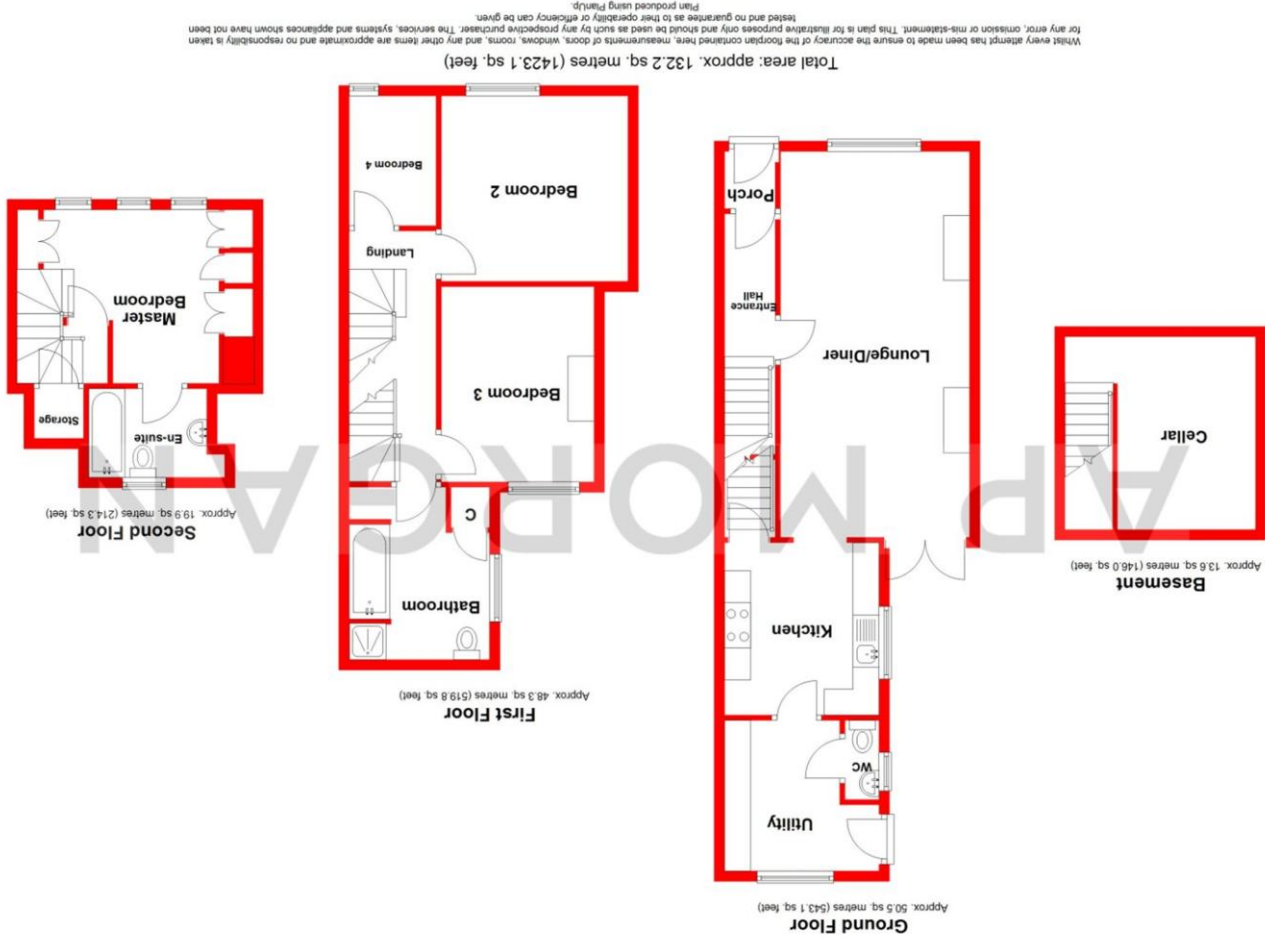 Basement
Approx. 13.6 sq. metres (146.0 sq. feet)
Cellar
Ground Floor
Approx. 50.5 sq. metres (543.1 sq. feet)
Utility
WC
Kitchen
Lounge/Diner
Entrance
Hall
Porch
First Floor
Approx. 48.3 sq. metres (519.8 sq. feet)
Bathroom
C
Bedroom 3
Landing
Bedroom 2
Bedroom 4
Second Floor
Approx. 19.9 sq. metres (214.3 sq. feet)
En-suite
Storage
Master
Bedroom
AP MORGAN
Total area: approx. 132.2 sq. metres (1423.1 sq. feet)
Whilst every attempt has been made to ensure the accuracy of the floorplan contained here, measurements of doors, windows, rooms, and any other items are approximate and no responsibility is taken
for any error, omission or mis-statement. This plan is for illustrative purposes only and should be used as such by any prospective purchaser. The services, systems and appliances shown have not been
tested and no guarantee as to their operability or efficiency can be given.
Plan produced using PlanUp.